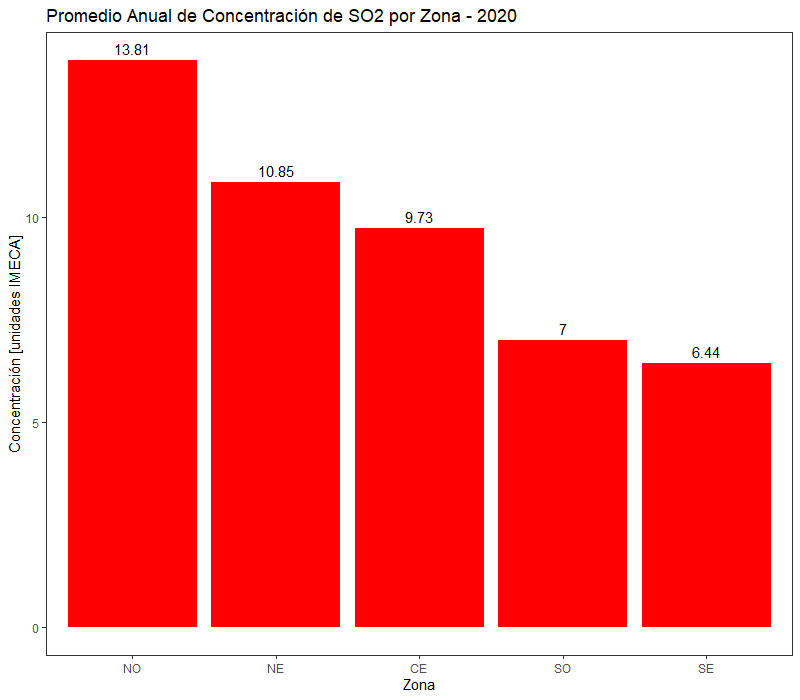 Promedio Anual de Concentración de SO2 por Zona - 2020
13.81
10.85
9.73
7
6.44
10
5
0
Concentración [unidades IMECA]
NO NE CE SO SE
Zona